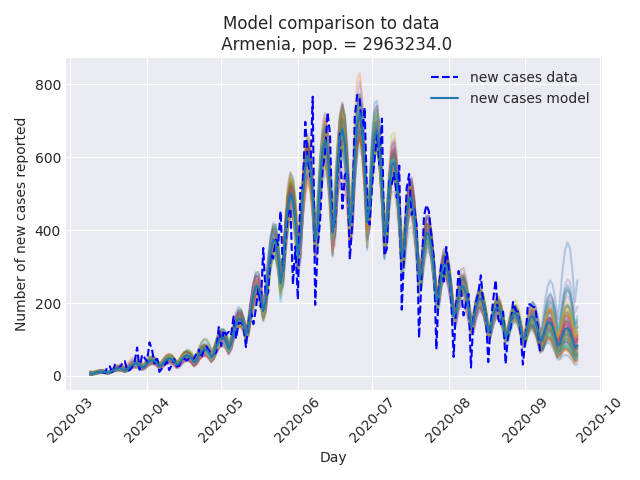 Model comparison to data
Armenia, pop. = 2963234.0
new cases data
new cases model
Number of new cases reported
800
600
400
200
0
2020-03
2020-04
2020-05
2020-06
2020-07
2020-08
2020-09
2020-10
Day